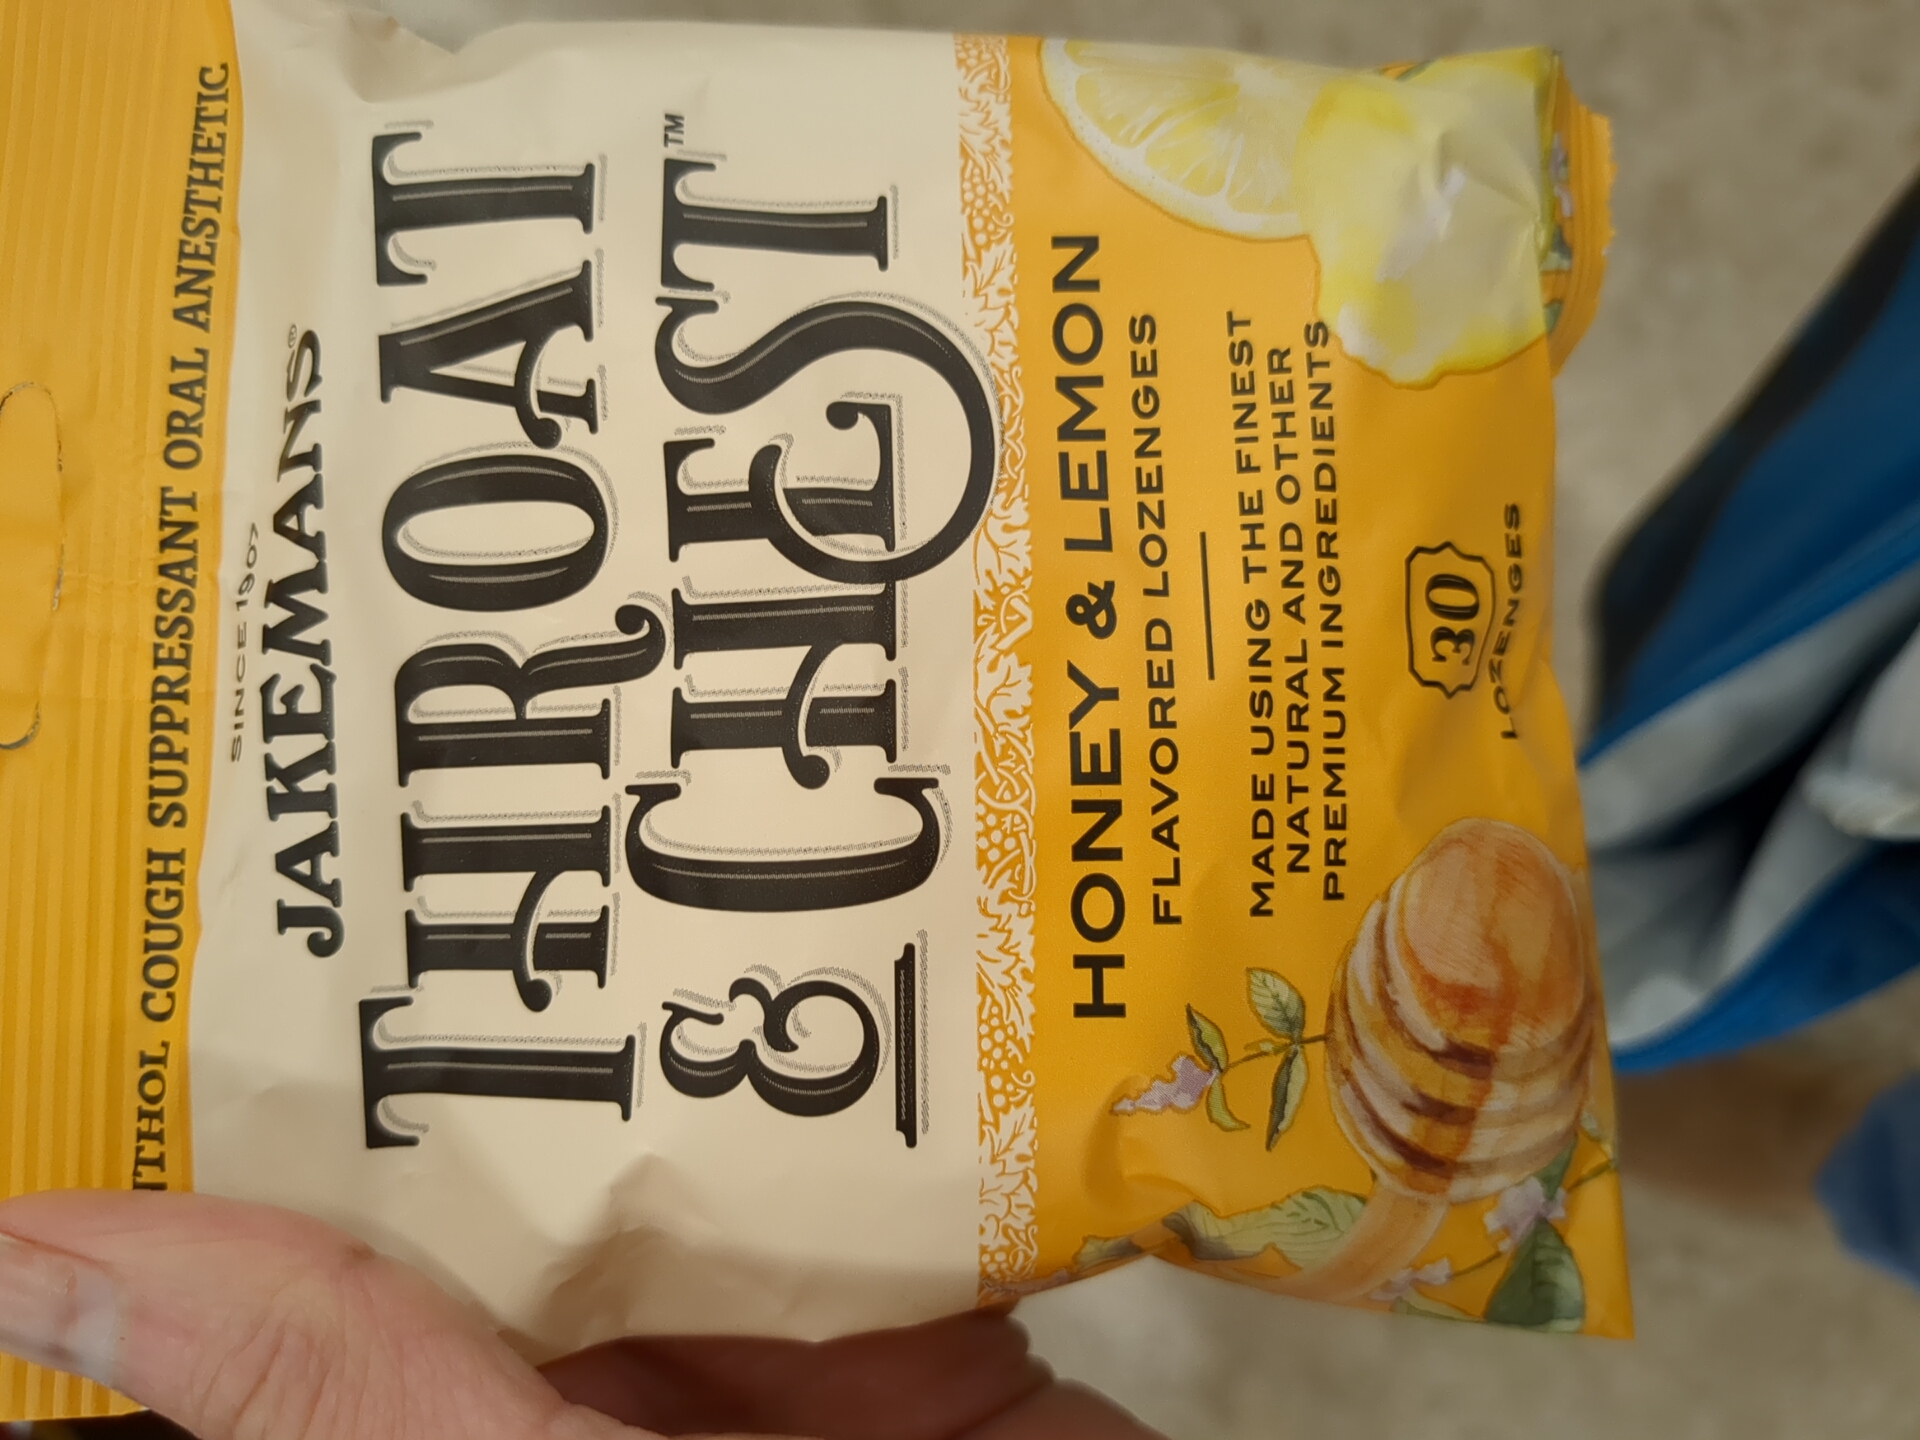 COUGH SUPPRESSANT ORAL ANESTHETIC
SINCE 1907
JAKEMANS®
THROAT
& CHEST™
HONEY & LEMON
FLAVORED LOZENGES
MADE USING THE FINEST
NATURAL AND OTHER
PREMIUM INGREDIENTS
30
LOZENGES